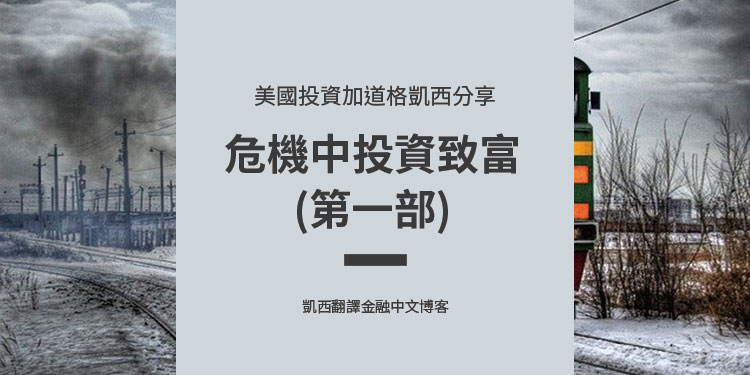 美國投資加道格凱西分享
危機中投資致富
(第一部)
凱西翻譯金融中文博客